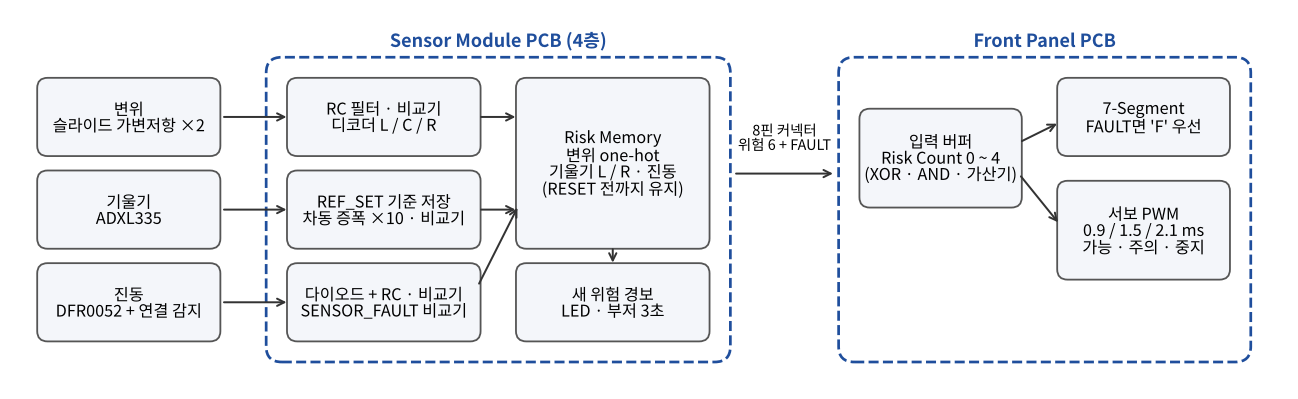 Sensor Module PCB (4층)
변위
슬라이드 가변저항 ×2
기울기
ADXL335
진동
DFR0052 + 연결 감지
RC 필터 · 비교기
디코더 L / C / R
REF_SET 기준 저장
차동 증폭 ×10 · 비교기
다이오드 + RC · 비교기
SENSOR_FAULT 비교기
Risk Memory
변위 one-hot
기울기 L / R · 진동
(RESET 전까지 유지)
새 위험 경보
LED · 부저 3초
8핀 커넥터
위험 6 + FAULT
Front Panel PCB
입력 버퍼
Risk Count 0 ~ 4
(XOR · AND · 가산기)
7-Segment
FAULT면 'F' 우선
서보 PWM
0.9 / 1.5 / 2.1 ms
가능 · 주의 · 중지